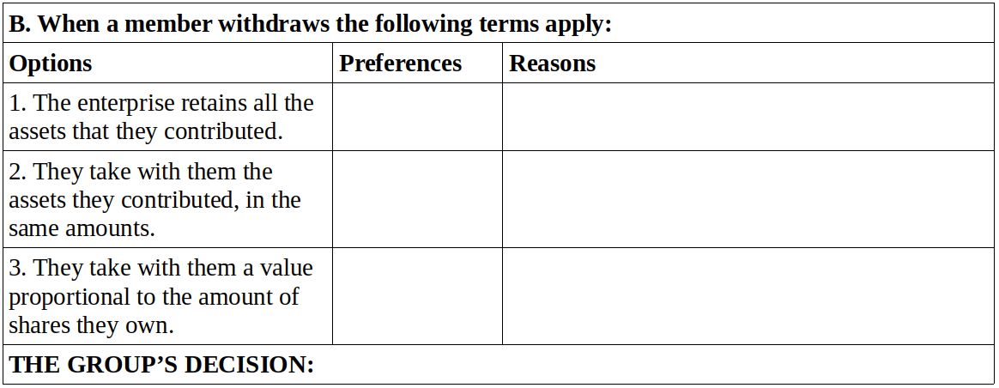 B. When a member withdraws the following terms apply:
Options Preferences Reasons
1. The enterprise retains all the
assets that they contributed.
2. They take with them the
assets they contributed, in the
same amounts.
3. They take with them a value
proportional to the amount of
shares they own.
THE GROUP’S DECISION: